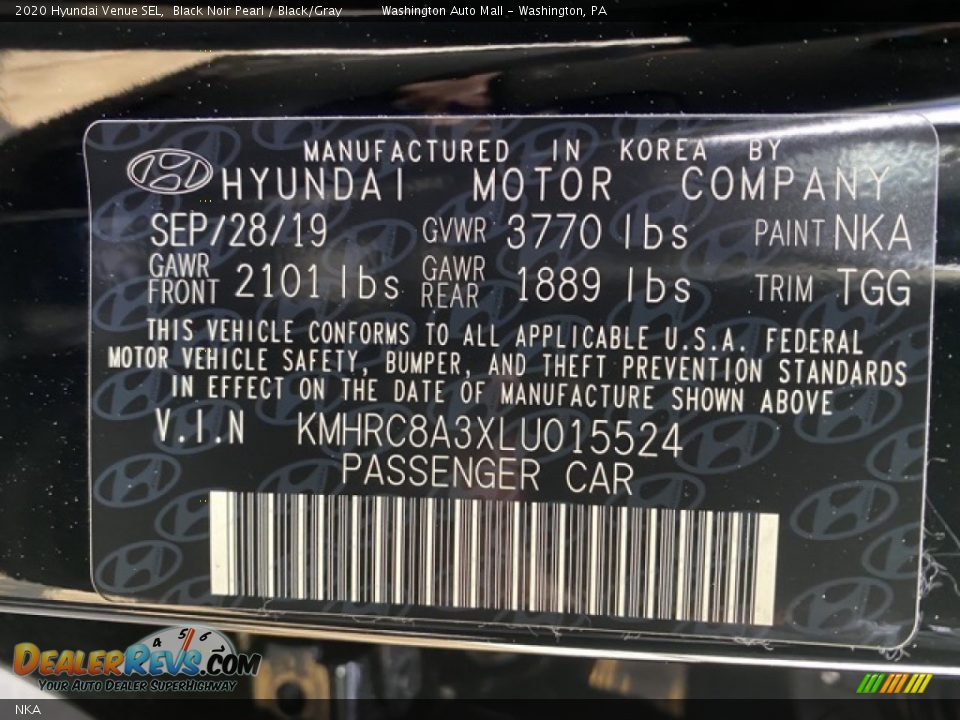 2020 Hyundai Venue SEL, Black Noir Pearl / Black/Gray Washington Auto Mall - Washington, PA
MANUFACTURED IN KOREA BY
HYUNDAI MOTOR COMPANY
SEP/28/19 GVWR 3770 lbs PAINT NKA
GAWR FRONT 2101 lbs GAWR REAR 1889 lbs TRIM TGG
THIS VEHICLE CONFORMS TO ALL APPLICABLE U.S.A. FEDERAL
MOTOR VEHICLE SAFETY, BUMPER, AND THEFT PREVENTION STANDARDS
IN EFFECT ON THE DATE OF MANUFACTURE SHOWN ABOVE
V.I.N KMHRC8A3XLU015524
PASSENGER CAR
4 5 6
DEALERREVS.COM
YOUR AUTO DEALER SUPERHIGHWAY
NKA